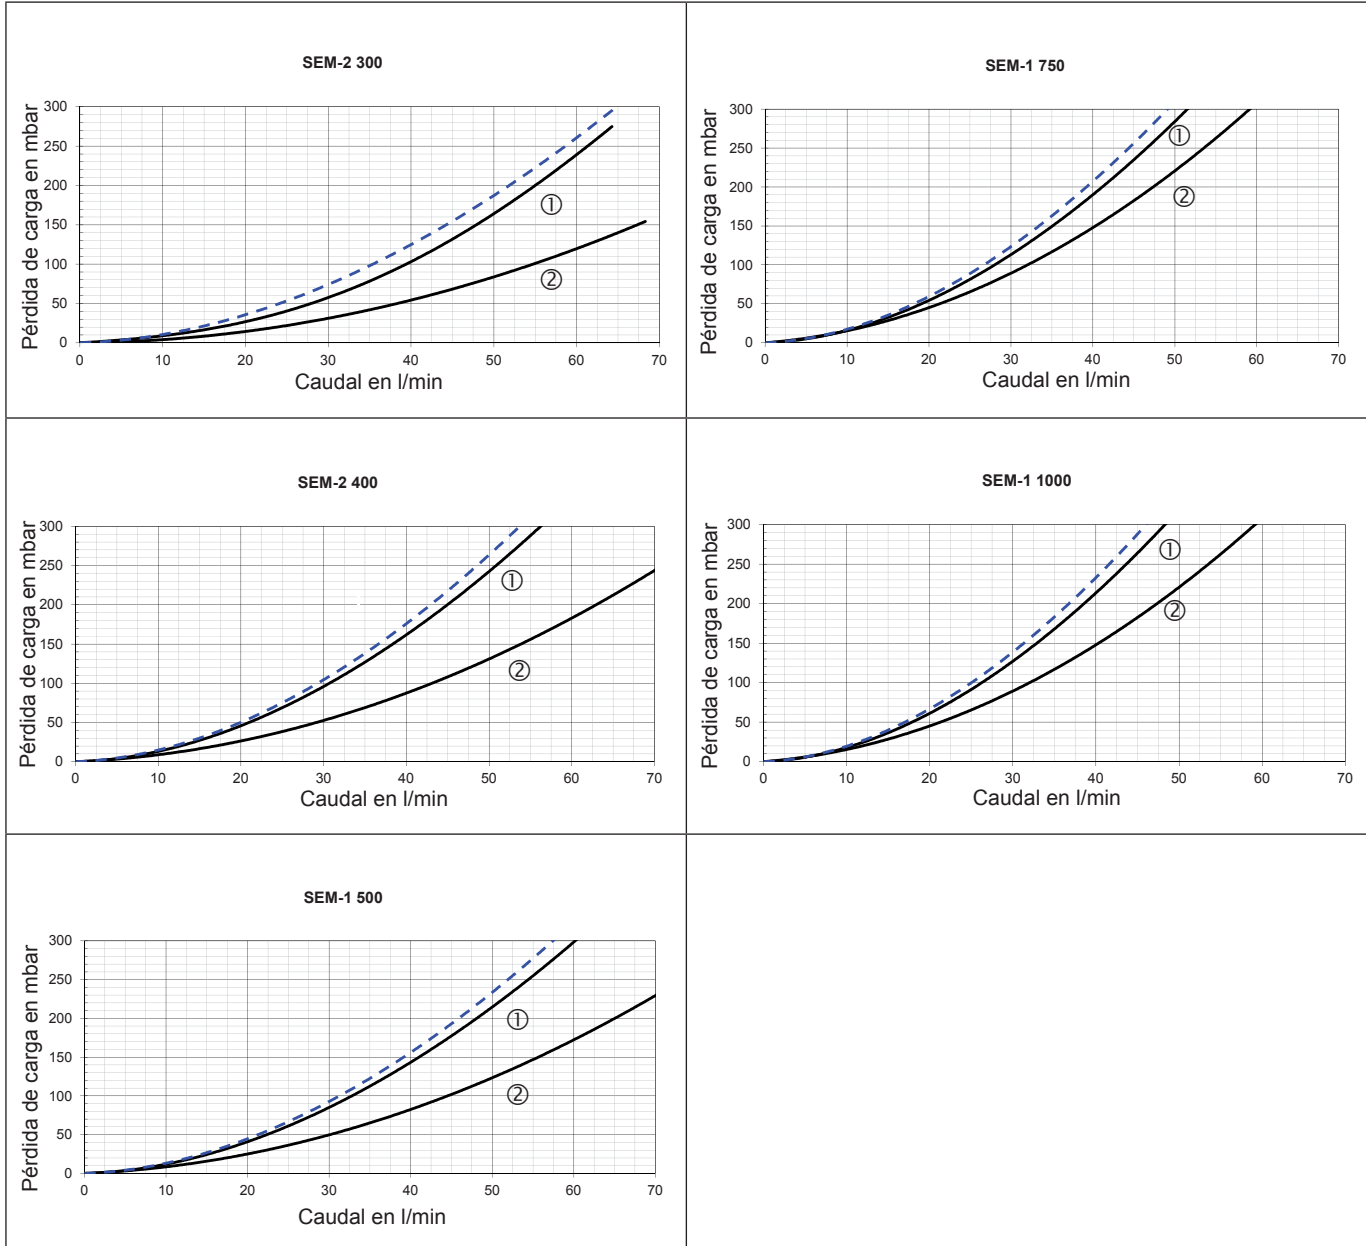 SEM-2 300
Pérdida de carga en mbar
300
250
200
150
100
50
0
①
②
0 10 20 30 40 50 60 70
Caudal en l/min
SEM-1 750
Pérdida de carga en mbar
300
250
200
150
100
50
0
①
②
0 10 20 30 40 50 60 70
Caudal en l/min
SEM-2 400
Pérdida de carga en mbar
300
250
200
150
100
50
0
①
②
0 10 20 30 40 50 60 70
Caudal en l/min
SEM-1 1000
Pérdida de carga en mbar
300
250
200
150
100
50
0
①
②
0 10 20 30 40 50 60 70
Caudal en l/min
SEM-1 500
Pérdida de carga en mbar
300
250
200
150
100
50
0
①
②
0 10 20 30 40 50 60 70
Caudal en l/min